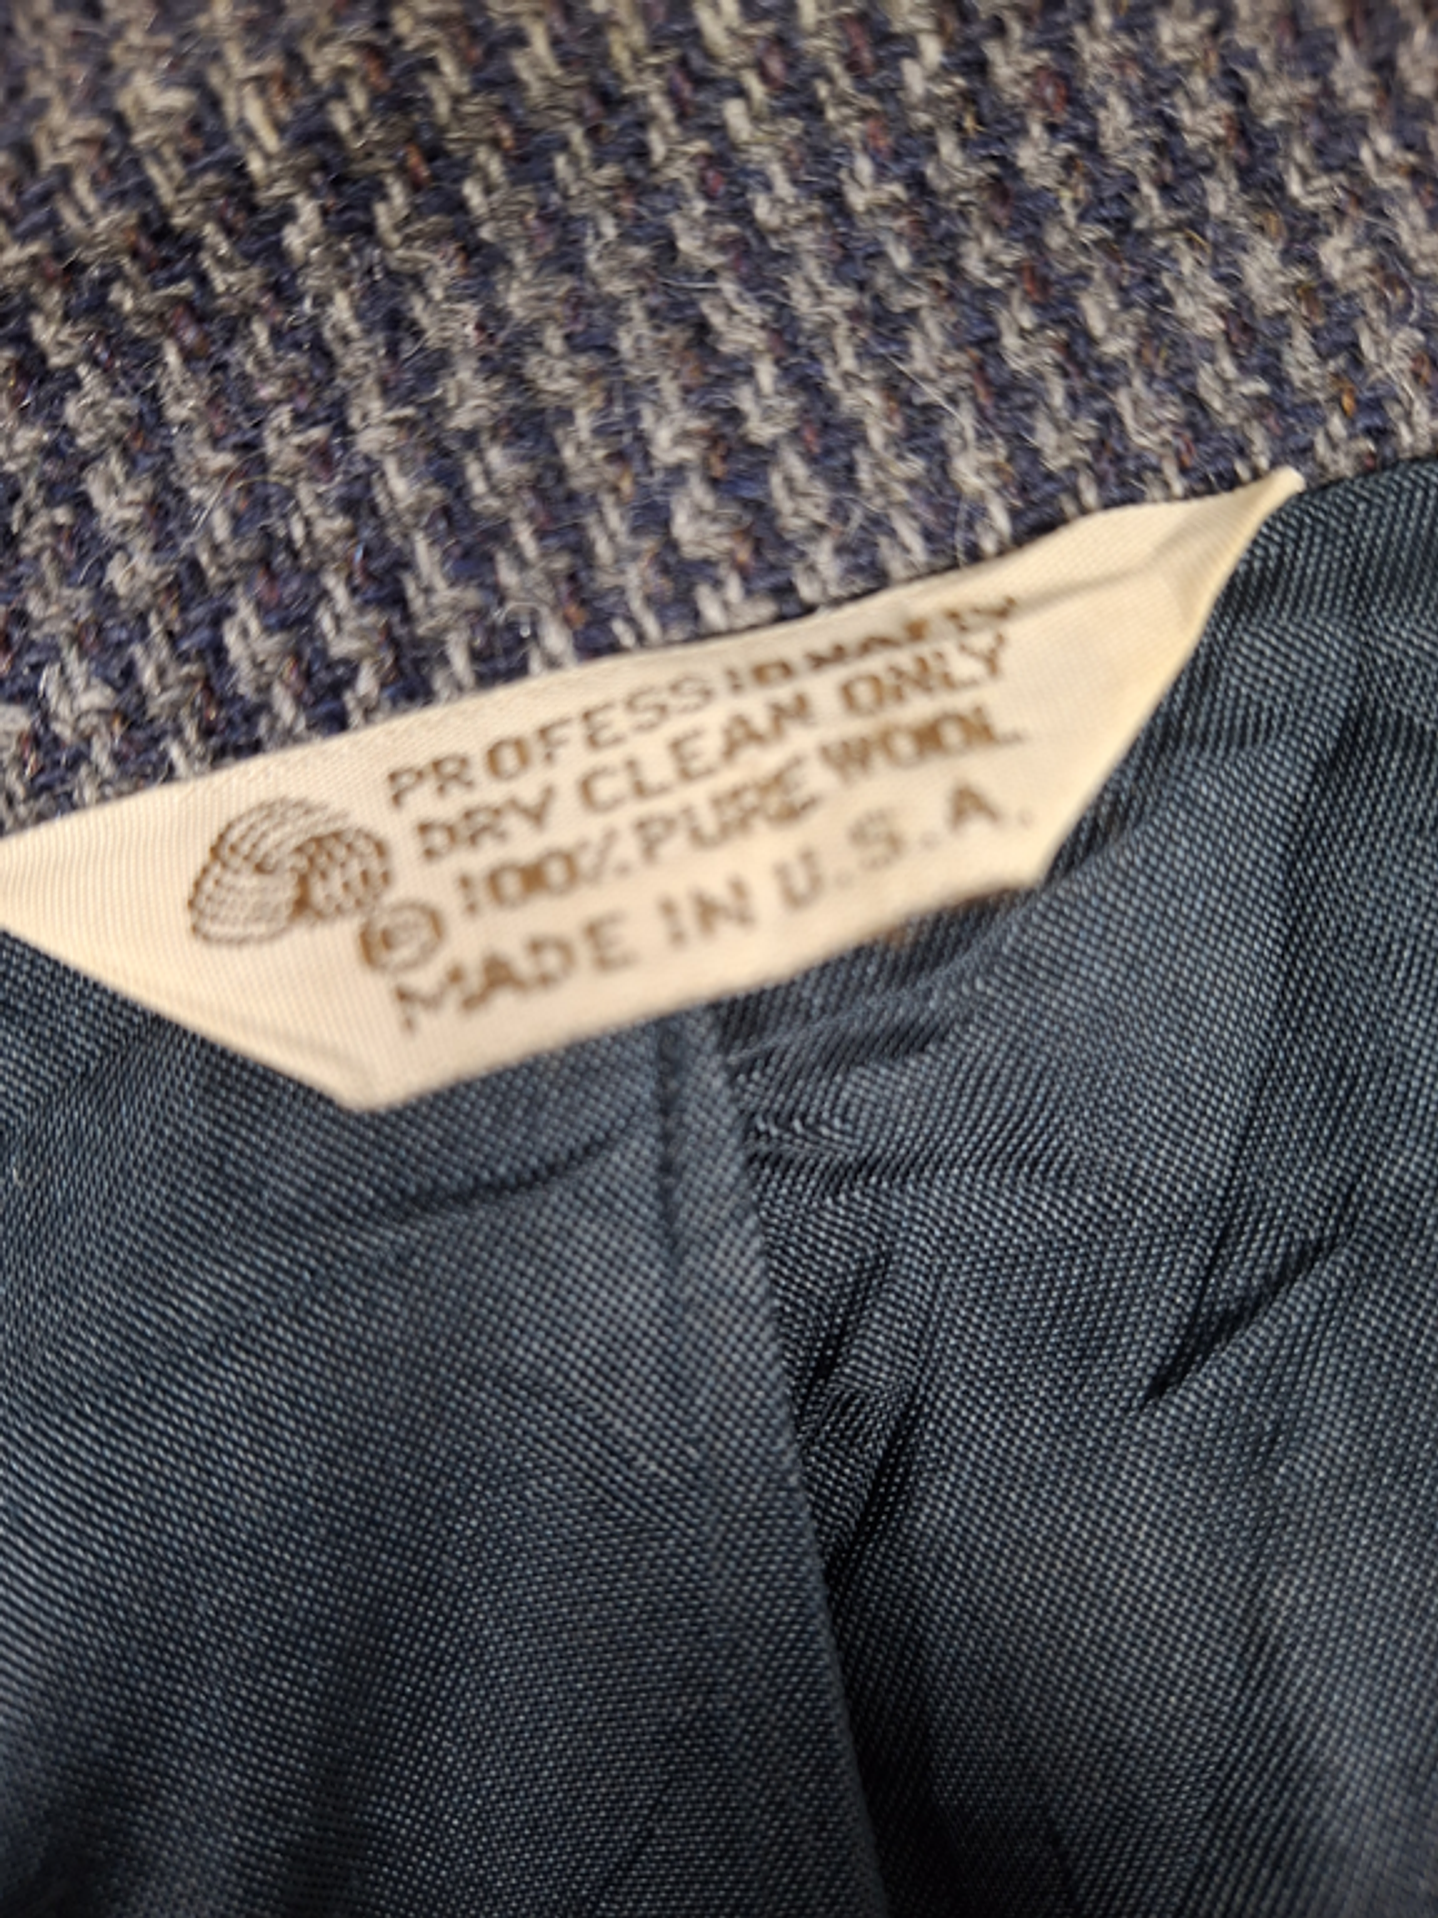 PROFESSIONALLY
DRY CLEAN ONLY
100% PURE WOOL
MADE IN U.S.A.